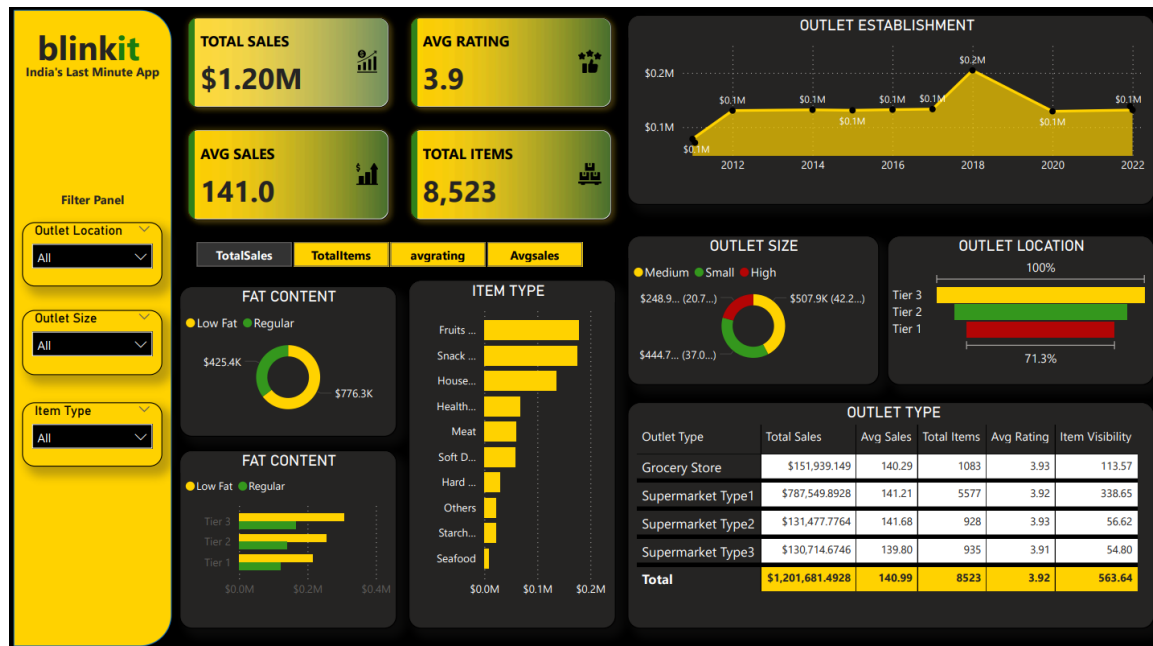 blinkit
India's Last Minute App
Filter Panel
Outlet Location
All
Outlet Size
All
Item Type
All
TOTAL SALES
$1.20M
AVG RATING
3.9
AVG SALES
141.0
TOTAL ITEMS
8,523
TotalSales TotalItems avgrating Avgsales
FAT CONTENT
Low Fat Regular
$425.4K
$776.3K
FAT CONTENT
Low Fat Regular
Tier 3
Tier 2
Tier 1
$0.0M $0.2M $0.4M
ITEM TYPE
Fruits ...
Snack ...
House...
Health...
Meat
Soft D...
Hard ...
Others
Starch...
Seafood
$0.0M $0.1M $0.2M
OUTLET ESTABLISHMENT
$0.2M
$0.2M
$0.1M $0.1M $0.1M $0.1M $0.1M
$0.1M $0.1M
$0.1M
$0.1M
2012 2014 2016 2018 2020 2022
OUTLET SIZE
Medium Small High
$248.9... (20.7...) $507.9K (42.2...)
$444.7... (37.0...)
OUTLET LOCATION
100%
Tier 3
Tier 2
Tier 1
71.3%
OUTLET TYPE
Outlet Type Total Sales Avg Sales Total Items Avg Rating Item Visibility
Grocery Store $151,939.149 140.29 1083 3.93 113.57
Supermarket Type1 $787,549.8928 141.21 5577 3.92 338.65
Supermarket Type2 $131,477.7764 141.68 928 3.93 56.62
Supermarket Type3 $130,714.6746 139.80 935 3.91 54.80
Total $1,201,681.4928 140.99 8523 3.92 563.64